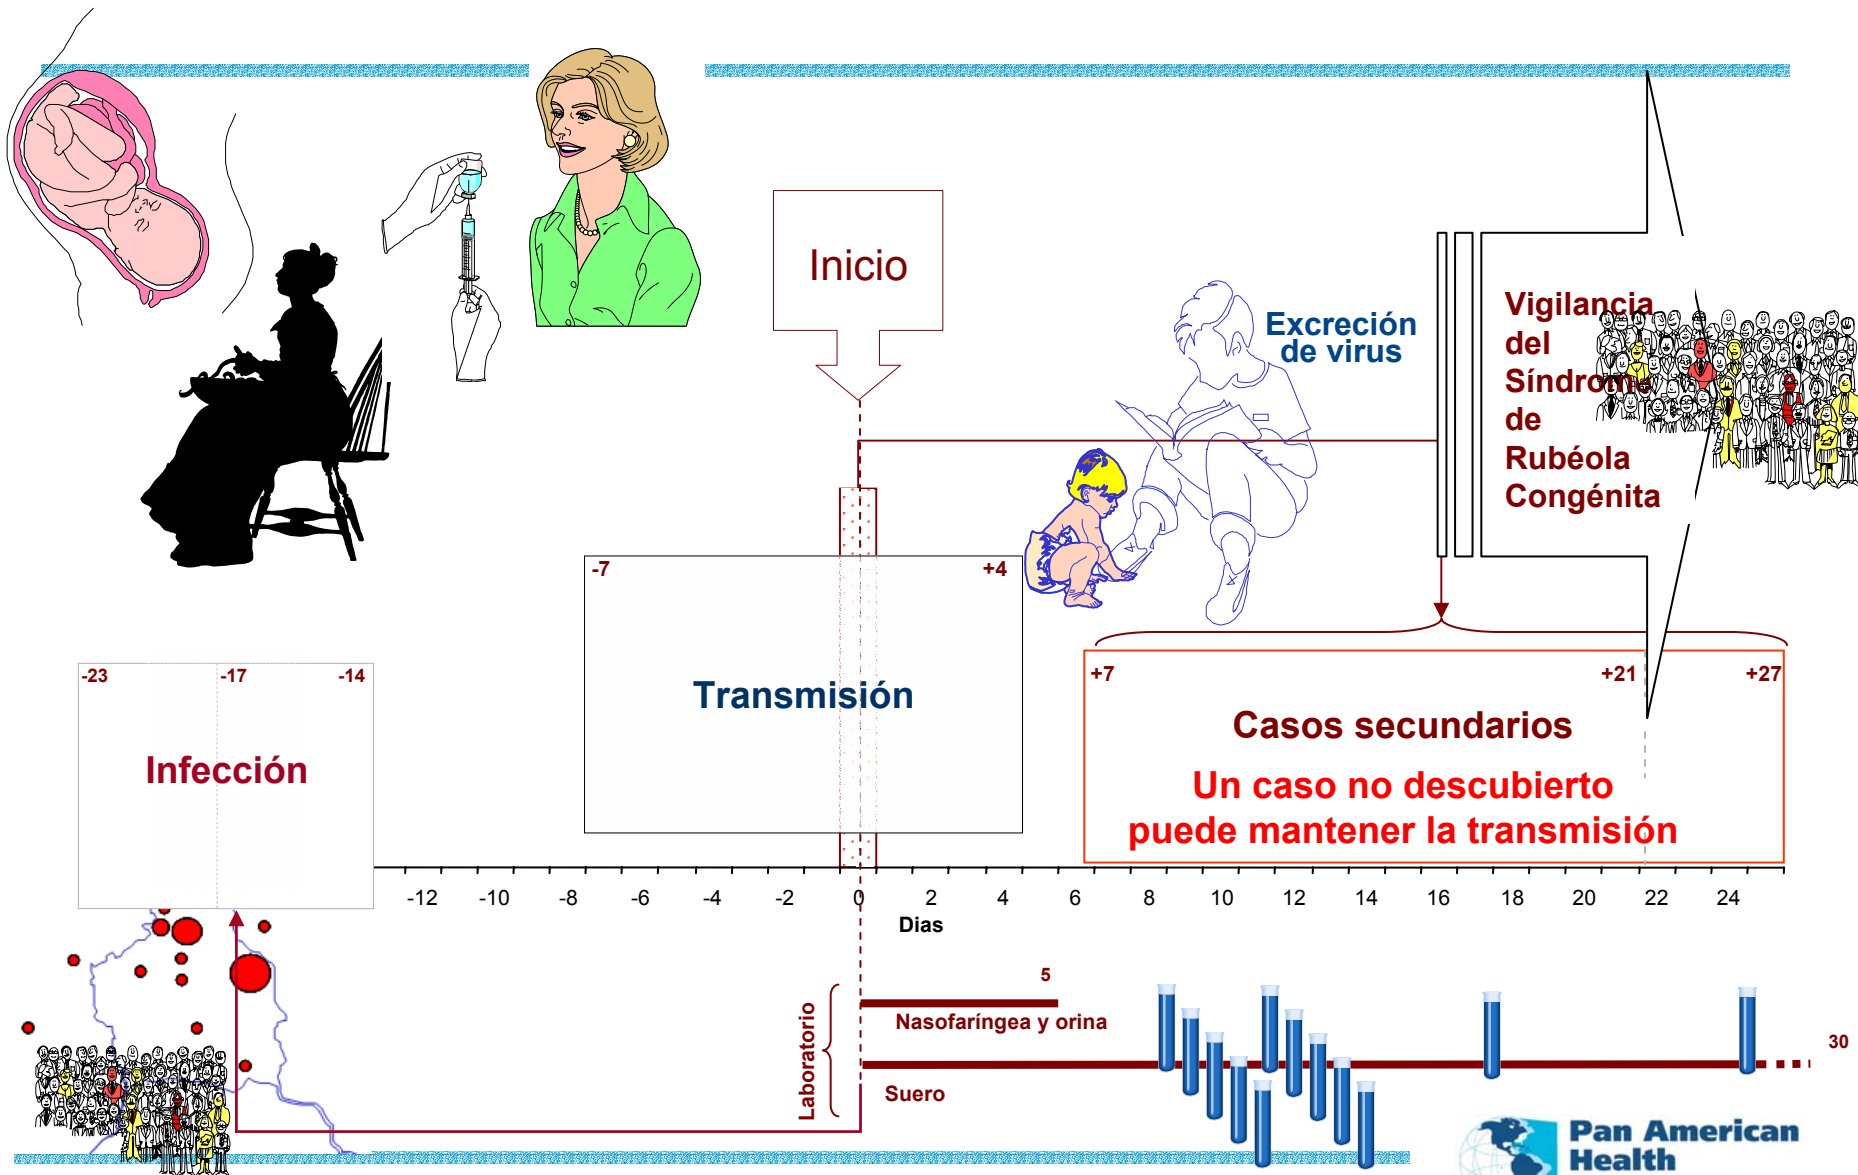 Inicio
Excreción
de virus
Vigilancia
del
Síndrome
de
Rubéola
Congénita
-7
+4
Transmisión
-23
-17
-14
Infección
+7
+21
+27
Casos secundarios
Un caso no descubierto
puede mantener la transmisión
-12 -10 -8 -6 -4 -2 0 2 4 6 8 10 12 14 16 18 20 22 24
Dias
Laboratorio
5
Nasofaríngea y orina
30
Suero
Pan American
Health